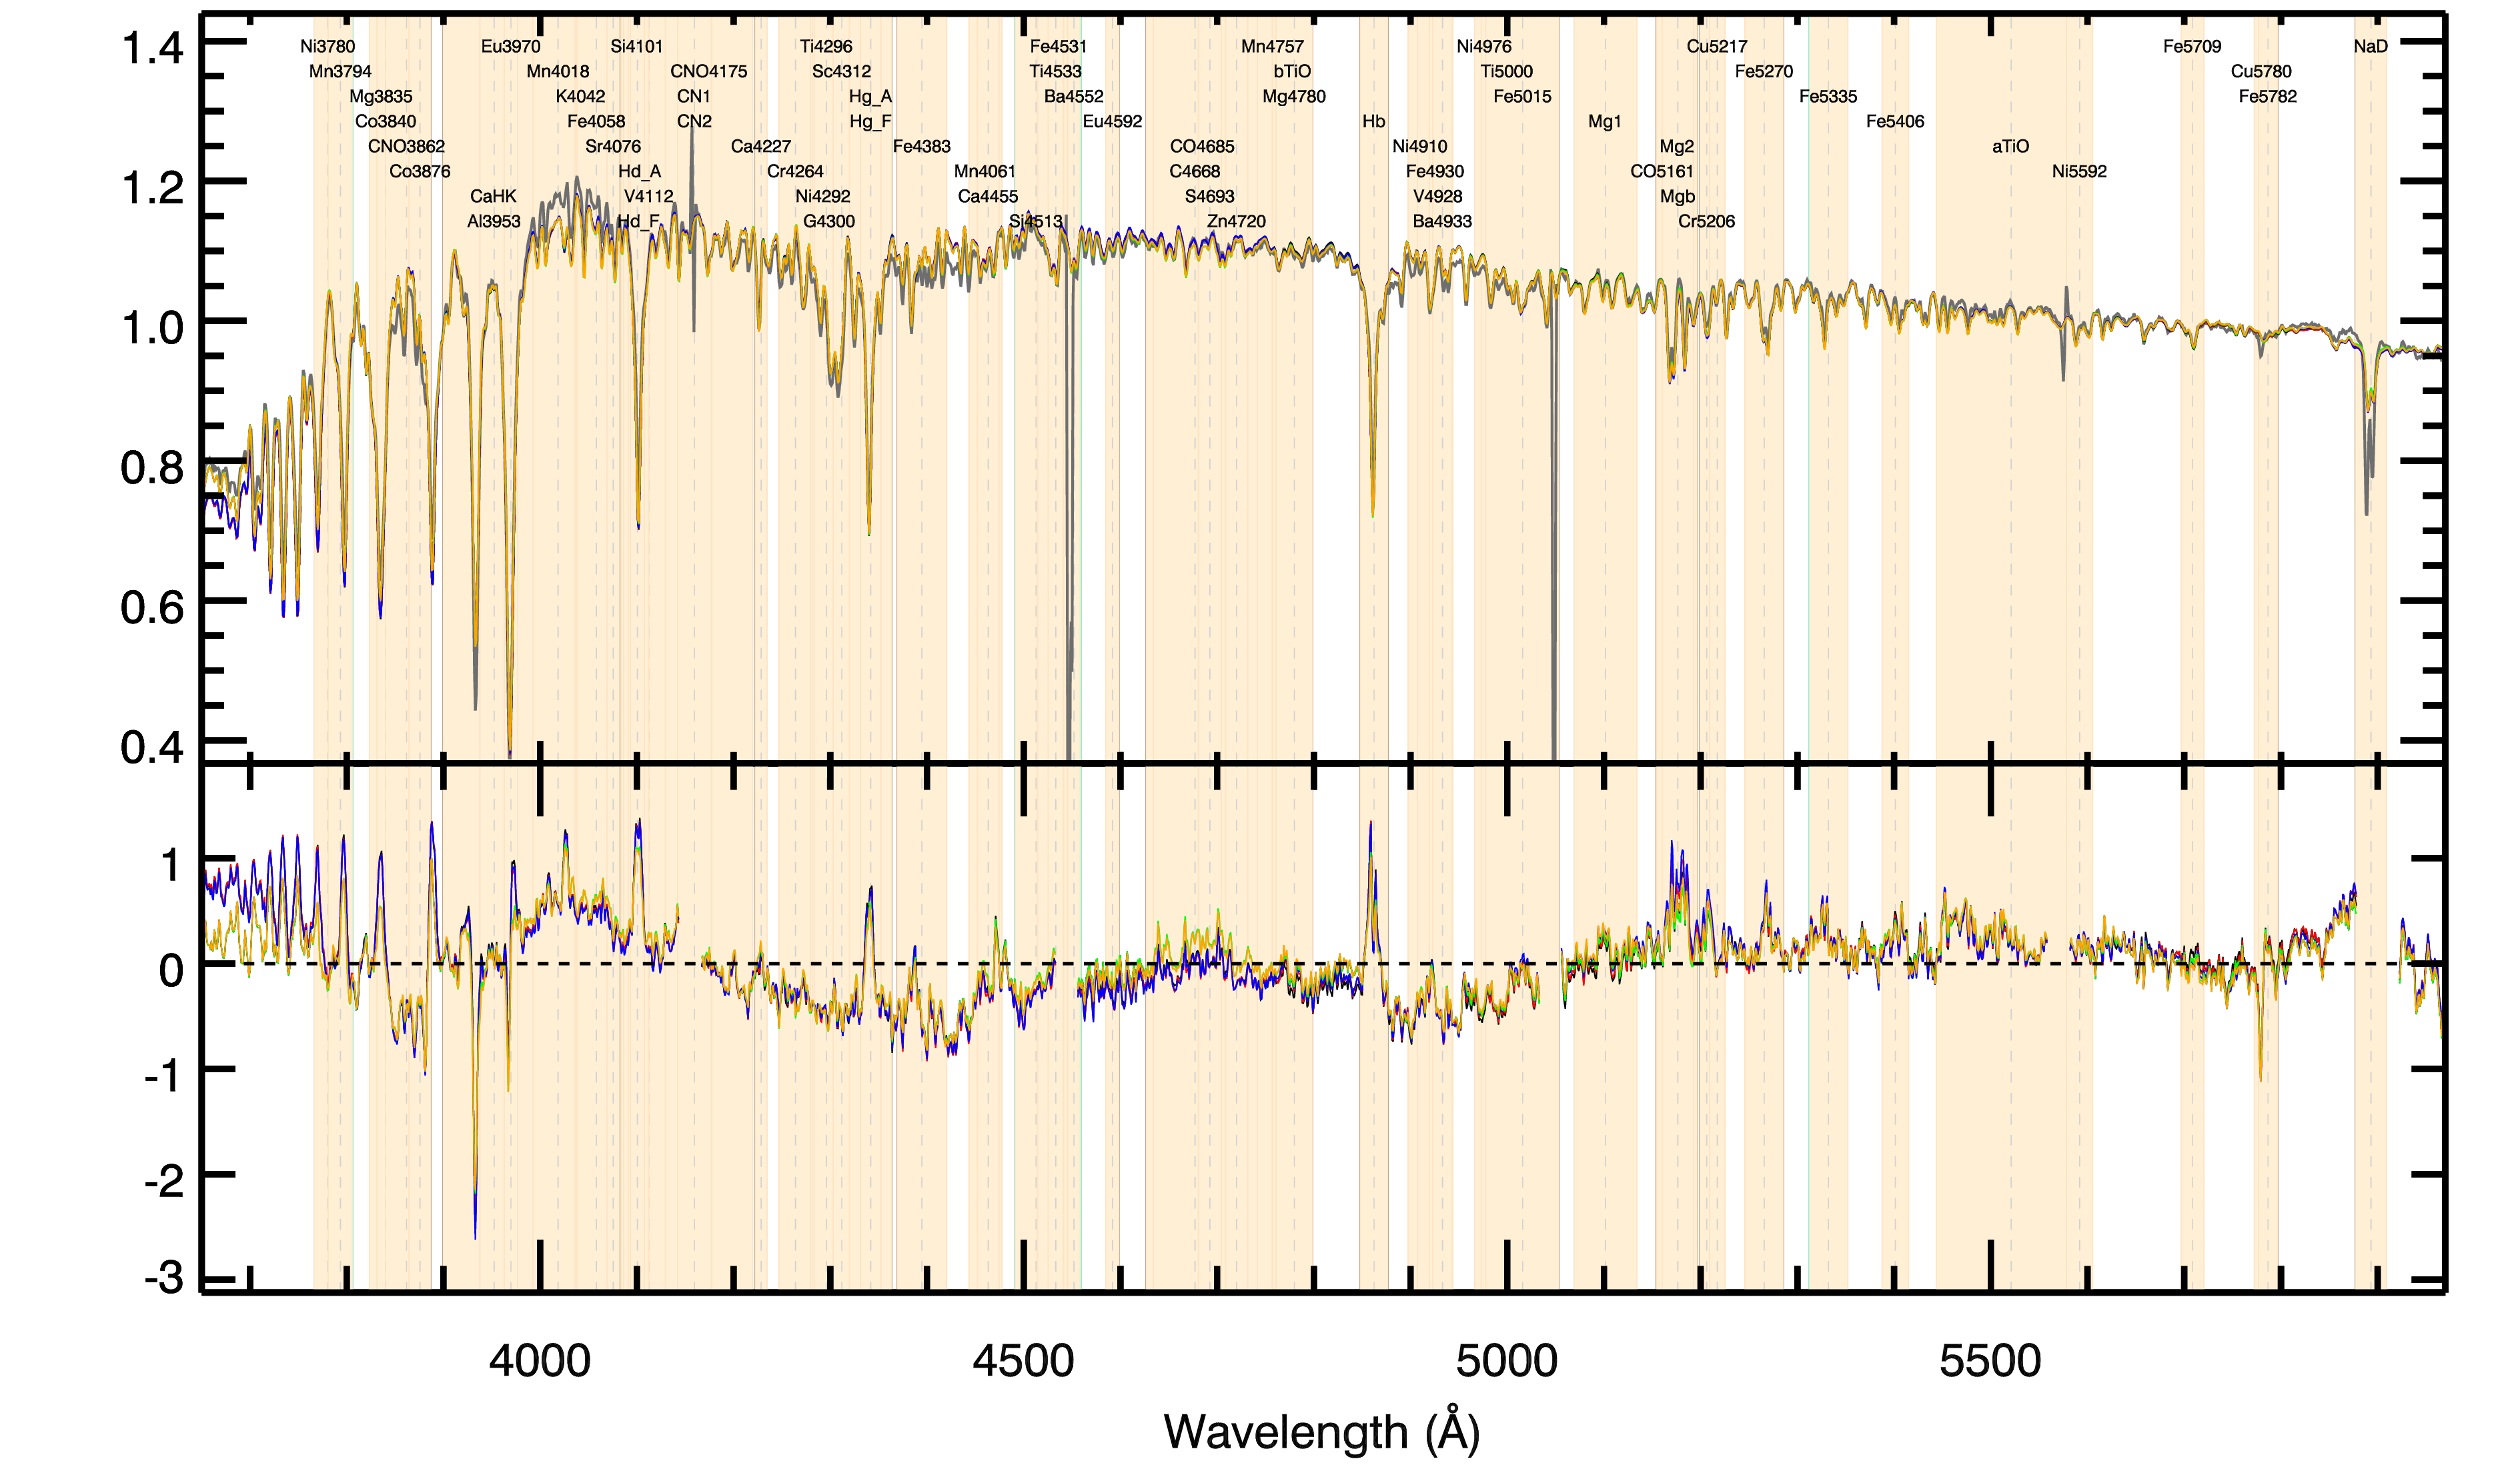 1.4
1.2
1.0
0.8
0.6
0.4
Ni3780 Eu3970 Si4101 Ti4296 Fe4531 Mn4757 Ni4976 Cu5217 Fe5709 NaD
Mn3794 Mn4018 CNO4175 Sc4312 Ti4533 bTiO Ti5000 Fe5270 Cu5780
Mg3835 K4042 CN1 Hg_A Ba4552 Mg4780 Fe5015 Fe5335 Fe5782
Co3840 Fe4058 CN2 Hg_F Eu4592 Hb Mg1 Fe5406
CNO3862 Sr4076 Ca4227 Fe4383 CO4685 Ni4910 Mg2 aTiO
Co3876 Hd_A Cr4264 Mn4061 C4668 Fe4930 CO5161 Ni5592
CaHK V4112 Ni4292 Ca4455 S4693 V4928 Mgb
Al3953 Hd_F G4300 Si4513 Zn4720 Ba4933 Cr5206
1
0
-1
-2
-3
4000 4500 5000 5500
Wavelength (Å)